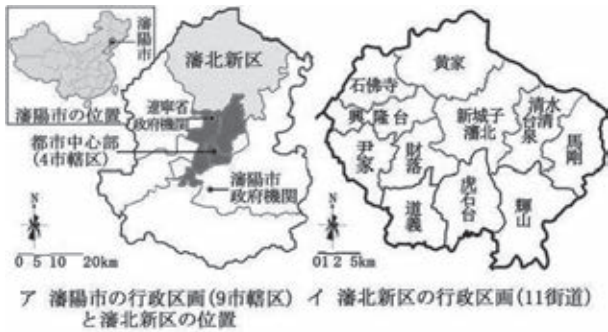 瀋陽市
瀋陽市の位置
瀋北新区
遼寧省
政府機関
都市中心部
(4市轄区)
瀋陽市
政府機関
N
0 5 10 20km
ア 瀋陽市の行政区画(9市轄区)
と瀋北新区の位置
黄家
石佛寺
興隆台
新城子
瀋北
清水台
清泉
馬剛
尹家
財落
虎石台
道義
輝山
N
01 2 5km
イ 瀋北新区の行政区画(11街道)